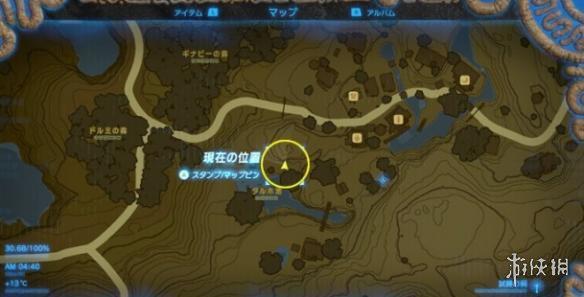 アイテム L マップ R アルバム
ギナビーの森
ドルミの森
現在の位置
A スタンプ/マップピン
タルホ池
30.68/100%
AM 04:40
+13°C
游侠网